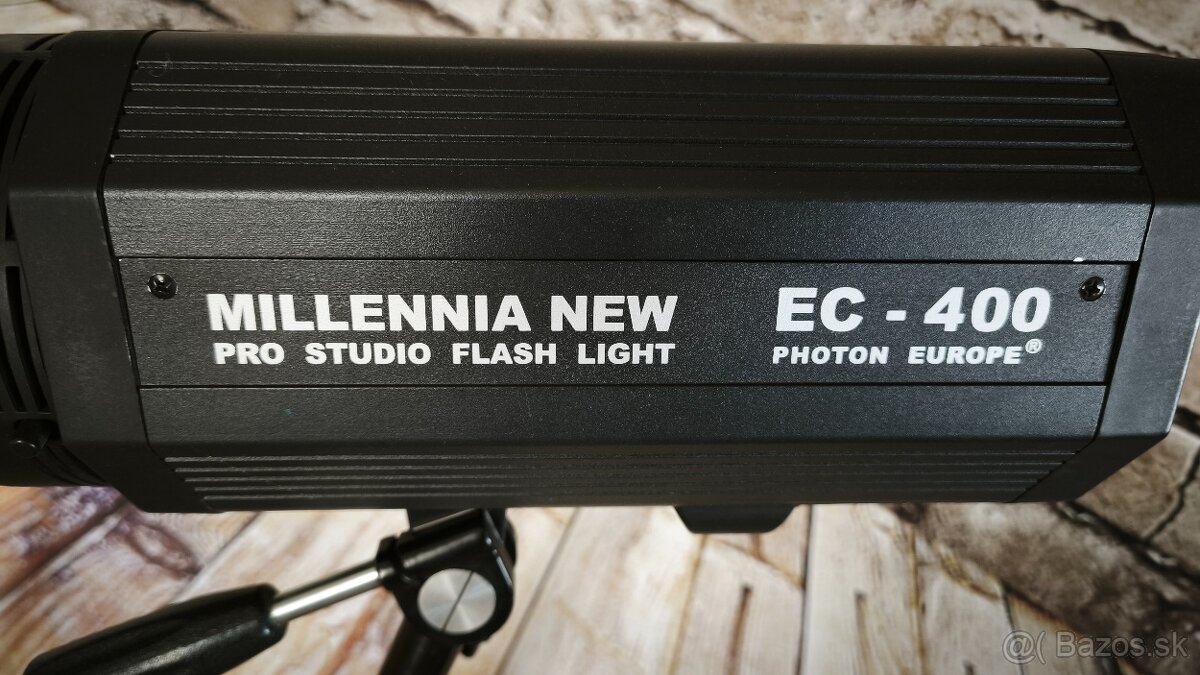 MILLENNIA NEW
PRO STUDIO FLASH LIGHT
EC - 400
PHOTON EUROPE®
@( Bazos.sk